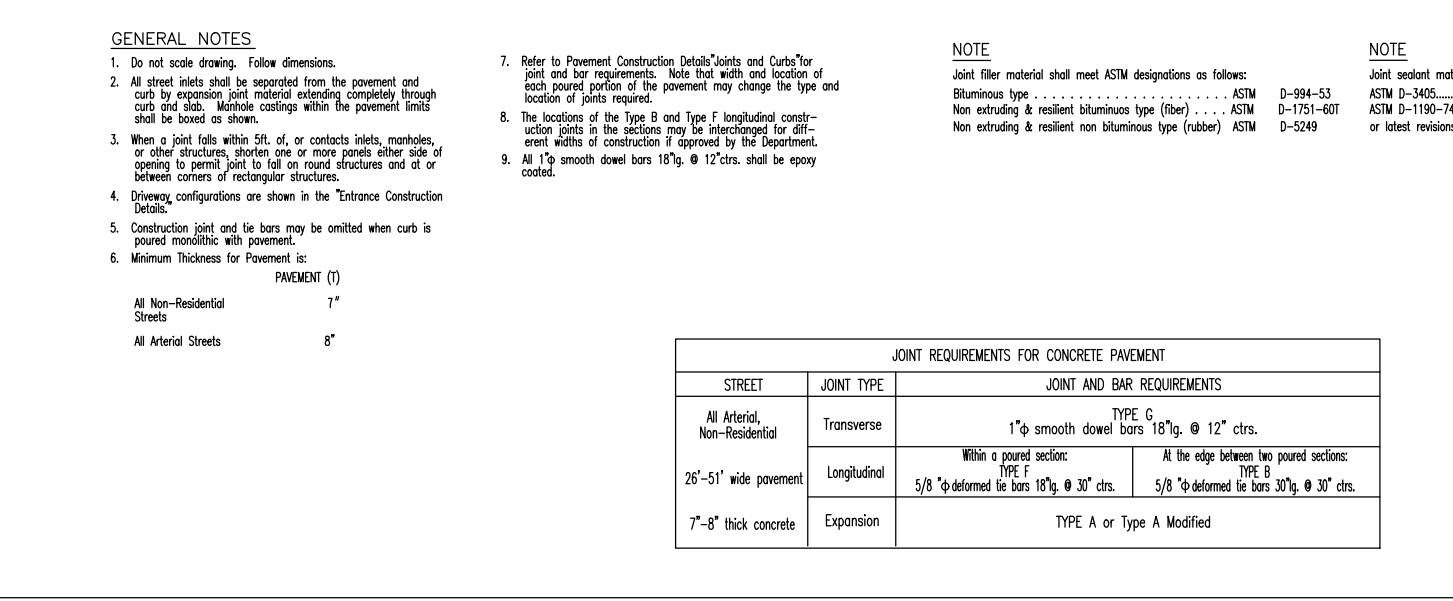 GENERAL NOTES
1. Do not scale drawing. Follow dimensions.
2. All street inlets shall be separated from the pavement and
curb by expansion joint material extending completely through
curb and slab. Manhole castings within the pavement limits
shall be boxed as shown.
3. When a joint falls within 5ft. of, or contacts inlets, manholes,
or other structures, shorten one or more panels either side of
opening to permit joint to fall on round structures and at or
between corners of rectangular structures.
4. Driveway configurations are shown in the "Entrance Construction
Details."
5. Construction joint and tie bars may be omitted when curb is
poured monolithic with pavement.
6. Minimum Thickness for Pavement is:
PAVEMENT (T)
All Non-Residential 7"
Streets
All Arterial Streets 8"
7. Refer to Pavement Construction Details"Joints and Curbs"for
joint and bar requirements. Note that width and location of
each poured portion of the pavement may change the type and
location of joints required.
8. The locations of the Type B and Type F longitudinal constr-
uction joints in the sections may be interchanged for diff-
erent widths of construction if approved by the Department.
9. All 1"ϕ smooth dowel bars 18"lg. @ 12"ctrs. shall be epoxy
coated.
NOTE
Joint filler material shall meet ASTM designations as follows:
Bituminous type . . . . . . . . . . . . . . . . . . . . . . ASTM D-994-53
Non extruding & resilient bituminuos type (fiber) . . . . ASTM D-1751-60T
Non extruding & resilient non bituminous type (rubber) ASTM D-5249
NOTE
Joint sealant mat
ASTM D-3405......
ASTM D-1190-74
or latest revisions
JOINT REQUIREMENTS FOR CONCRETE PAVEMENT
STREET JOINT TYPE JOINT AND BAR REQUIREMENTS
All Arterial,
Non-Residential
26'-51' wide pavement
7"-8" thick concrete
Transverse
TYPE G
1"ϕ smooth dowel bars 18"lg. @ 12" ctrs.
Longitudinal
Within a poured section:
TYPE F
5/8 "ϕ deformed tie bars 18"lg. @ 30" ctrs.
At the edge between two poured sections:
TYPE B
5/8 "ϕ deformed tie bars 30"lg. @ 30" ctrs.
Expansion
TYPE A or Type A Modified